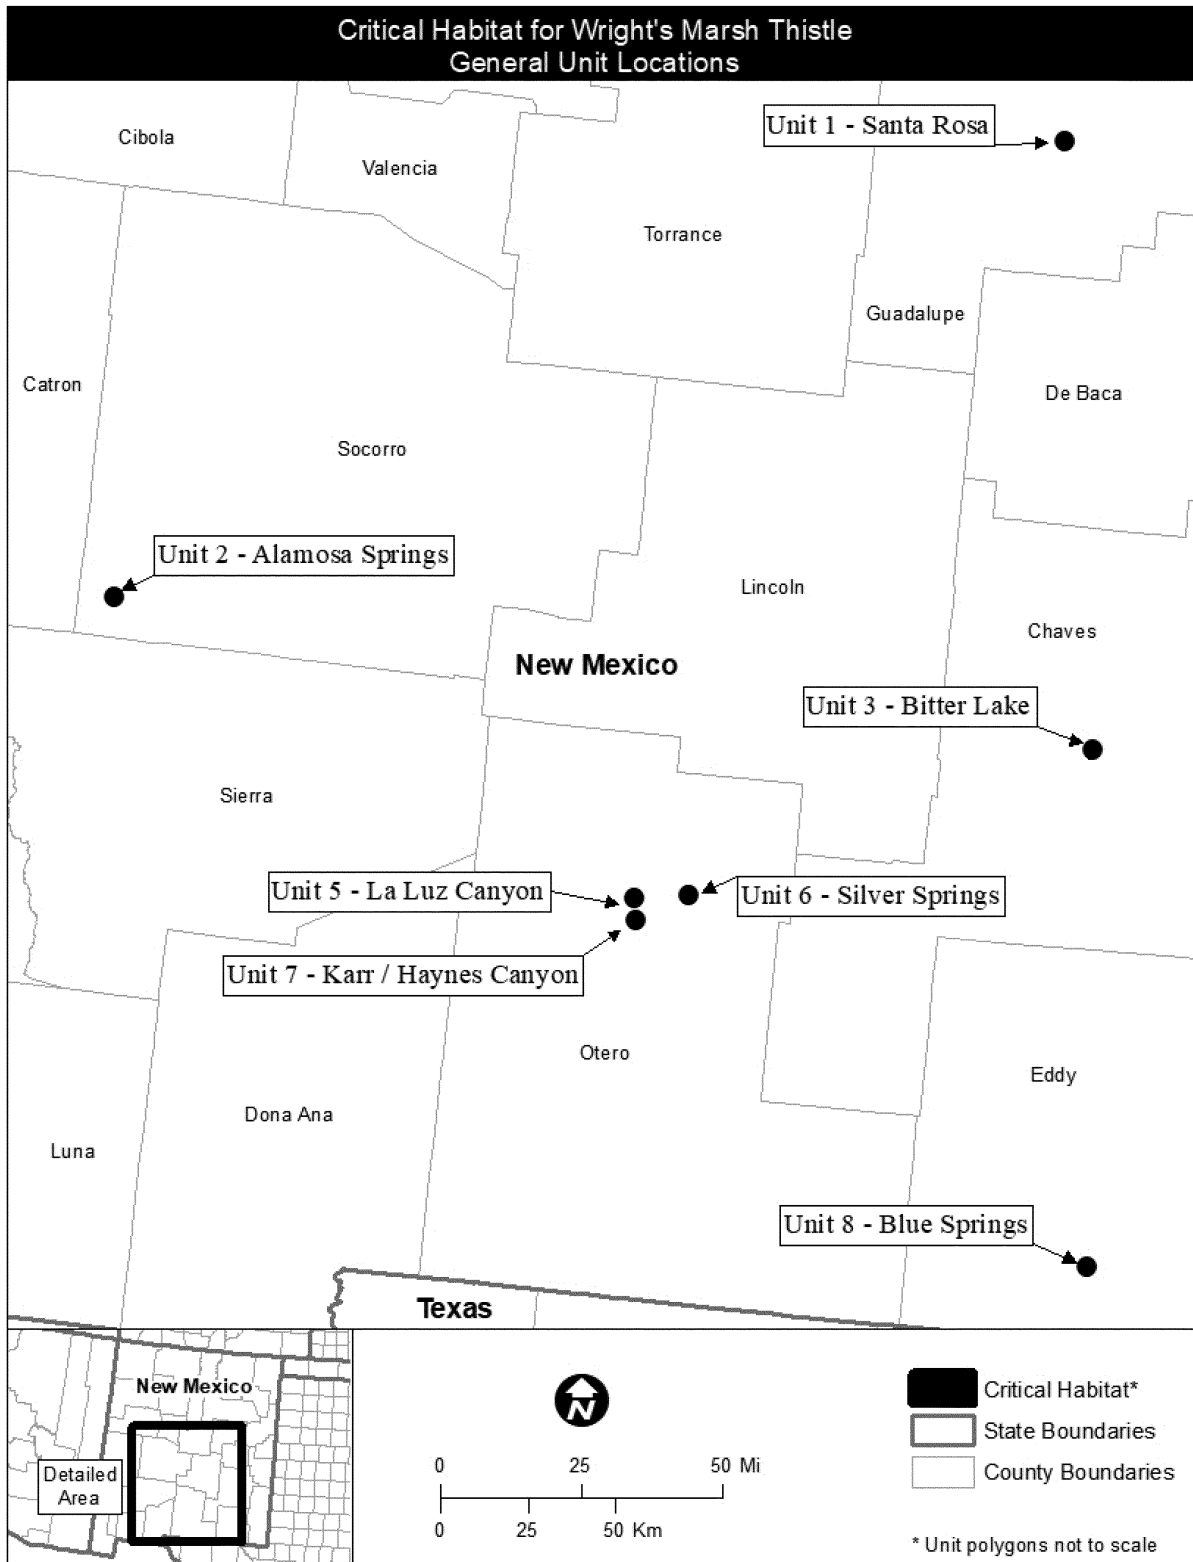 Critical Habitat for Wright's Marsh Thistle
General Unit Locations
Cibola
Valencia
Unit 1 - Santa Rosa
Torrance
Guadalupe
Catron
De Baca
Socorro
Unit 2 - Alamosa Springs
Lincoln
Chaves
New Mexico
Unit 3 - Bitter Lake
Sierra
Unit 5 - La Luz Canyon
Unit 6 - Silver Springs
Unit 7 - Karr / Haynes Canyon
Otero
Eddy
Dona Ana
Luna
Unit 8 - Blue Springs
Texas
New Mexico
Detailed
Area
N
0 25 50 Mi
0 25 50 Km
Critical Habitat*
State Boundaries
County Boundaries
* Unit polygons not to scale